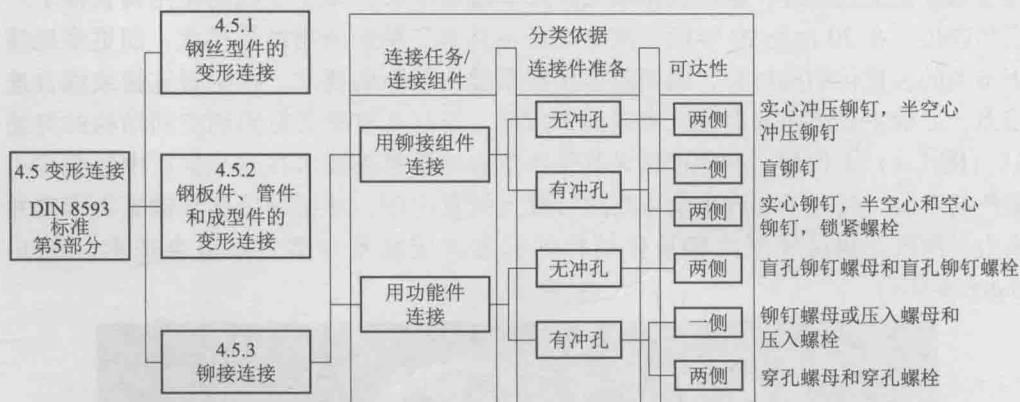 4.5 变形连接
DIN 8593
标准
第5部分
4.5.1
钢丝型件的
变形连接
4.5.2
钢板件、管件
和成型件的
变形连接
4.5.3
铆接连接
分类依据
连接任务/
连接组件
连接件准备
可达性
用铆接组件
连接
无冲孔
两侧
实心冲压铆钉，半空心
冲压铆钉
有冲孔
一侧
盲铆钉
两侧
实心铆钉，半空心和空心
铆钉，锁紧螺栓
用功能件
连接
无冲孔
两侧
盲孔铆钉螺母和盲孔铆钉螺栓
有冲孔
一侧
铆钉螺母或压入螺母和
压入螺栓
两侧
穿孔螺母和穿孔螺栓